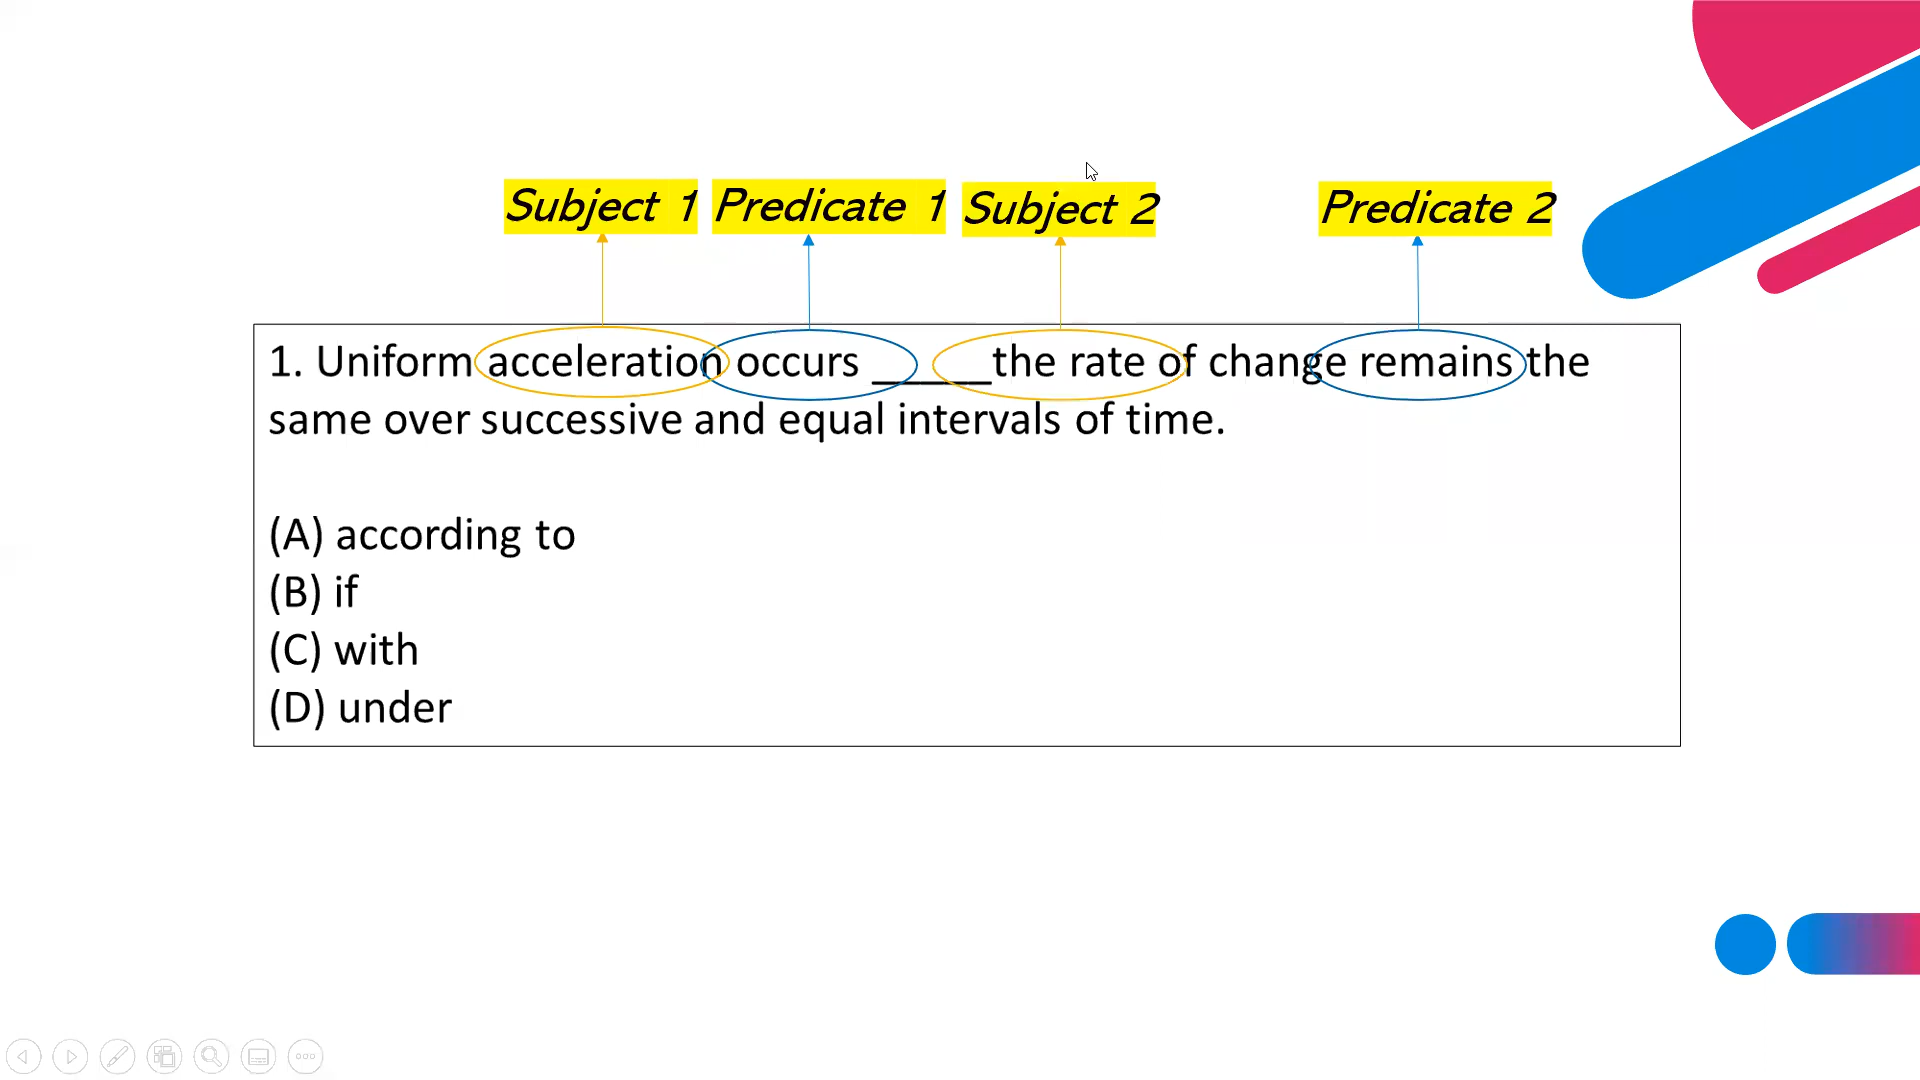 Subject 1 Predicate 1 Subject 2 Predicate 2
1. Uniform acceleration occurs _____the rate of change remains the
same over successive and equal intervals of time.
(A) according to
(B) if
(C) with
(D) under